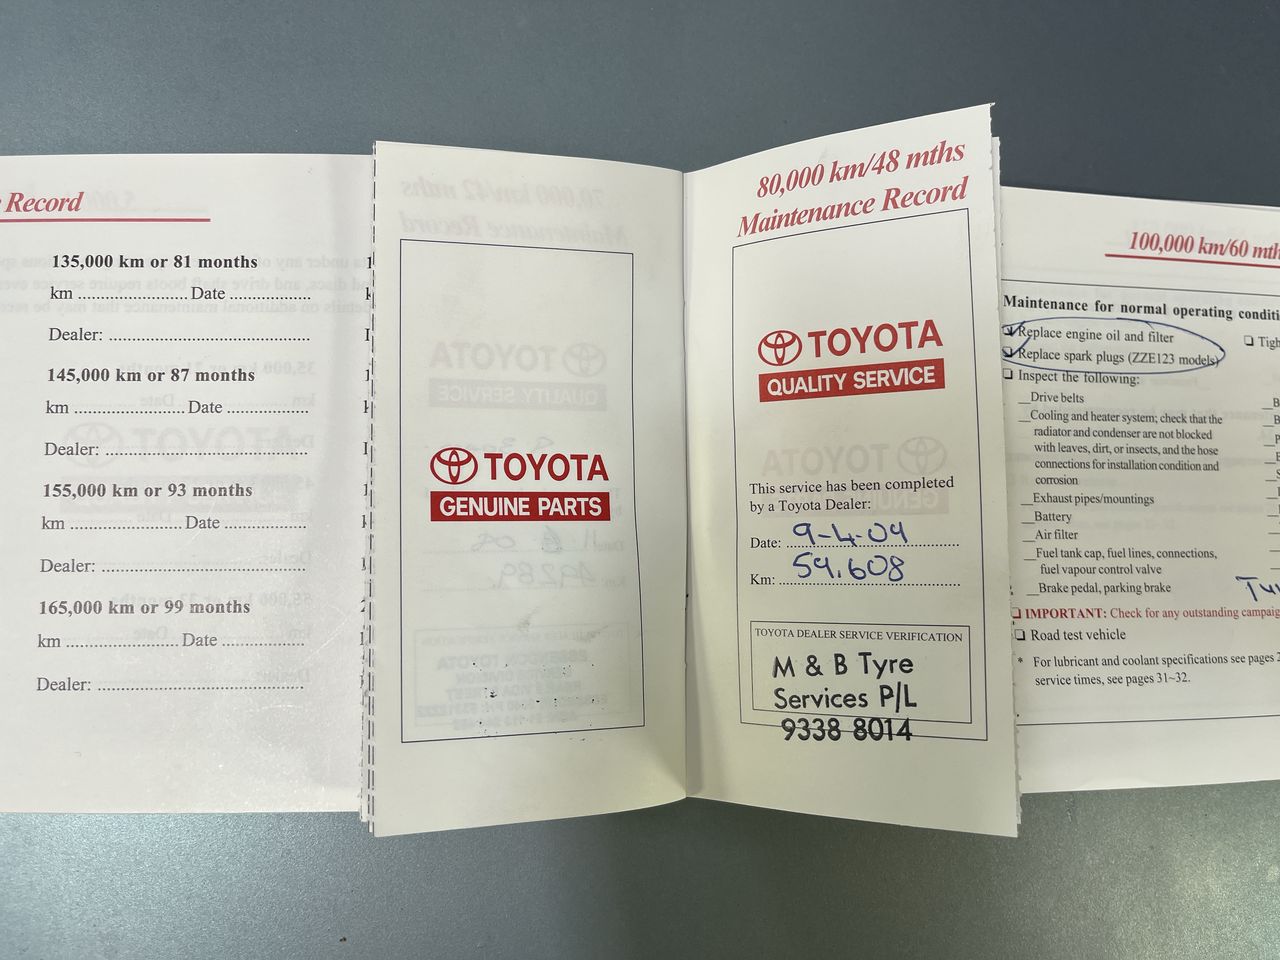 Record
135,000 km or 81 months
km ........................ Date ..................
Dealer: .............................................
145,000 km or 87 months
km ........................ Date ..................
Dealer: .............................................
155,000 km or 93 months
km ........................ Date ..................
Dealer: .............................................
165,000 km or 99 months
km ........................ Date ..................
Dealer: .............................................
TOYOTA
GENUINE PARTS
80,000 km/48 mths
Maintenance Record
TOYOTA
QUALITY SERVICE
This service has been completed
by a Toyota Dealer:
Date: 9-4-09
Km: 59.608
TOYOTA DEALER SERVICE VERIFICATION
M & B Tyre
Services P/L
9338 8014
100,000 km/60
Maintenance for normal operating
Replace engine oil and filter
Replace spark plugs (ZZE123 models)
Inspect the following:
Drive belts
Cooling and heater system; check that the
radiator and condenser are not blocked
with leaves, dirt, or insects, and the hose
connections for installation condition and
corrosion
Exhaust pipes/mountings
Battery
Air filter
Fuel tank cap, fuel lines, connections,
fuel vapour control valve
Brake pedal, parking brake
IMPORTANT: Check for any outstanding
Road test vehicle
* For lubricant and coolant specifications see pages
service times, see pages 31~32.